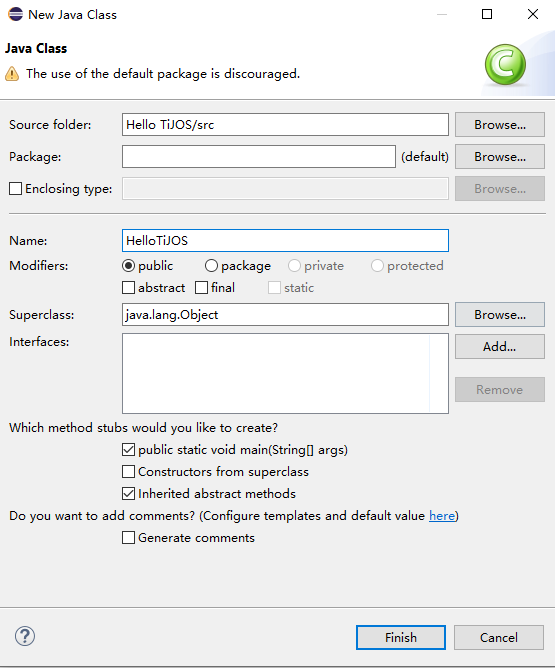 New Java Class
Java Class
The use of the default package is discouraged.
Source folder: Hello TiJOS/src Browse...
Package: (default) Browse...
Enclosing type: Browse...
Name: HelloTiJOS
Modifiers: public package private protected
abstract final static
Superclass: java.lang.Object Browse...
Interfaces: Add...
Remove
Which method stubs would you like to create?
public static void main(String[] args)
Constructors from superclass
Inherited abstract methods
Do you want to add comments? (Configure templates and default value here)
Generate comments
? Finish Cancel